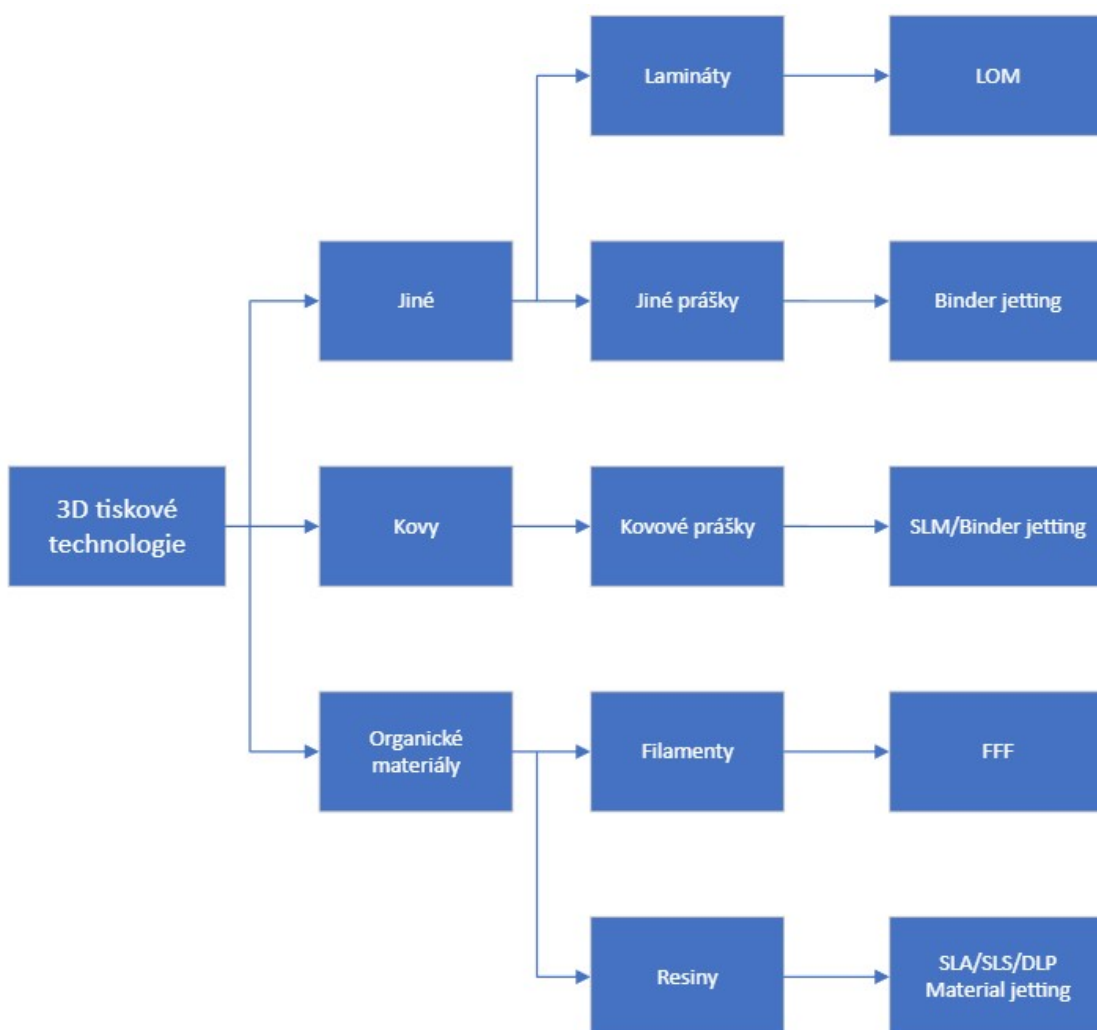 Lamináty
LOM
Jiné
Jiné prášky
Binder jetting
3D tiskové
technologie
Kovy
Kovové prášky
SLM/Binder jetting
Organické
materiály
Filamenty
FFF
Resiny
SLA/SLS/DLP
Material jetting